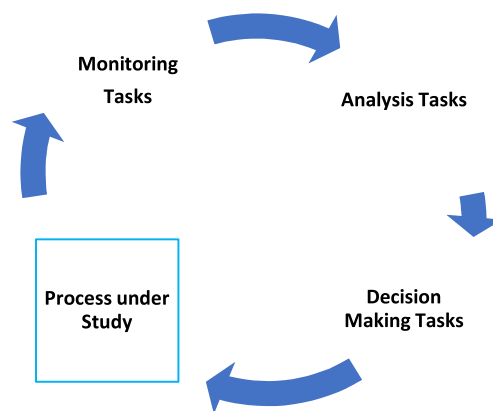 Monitoring
Tasks
Analysis Tasks
Process under
Study
Decision
Making Tasks